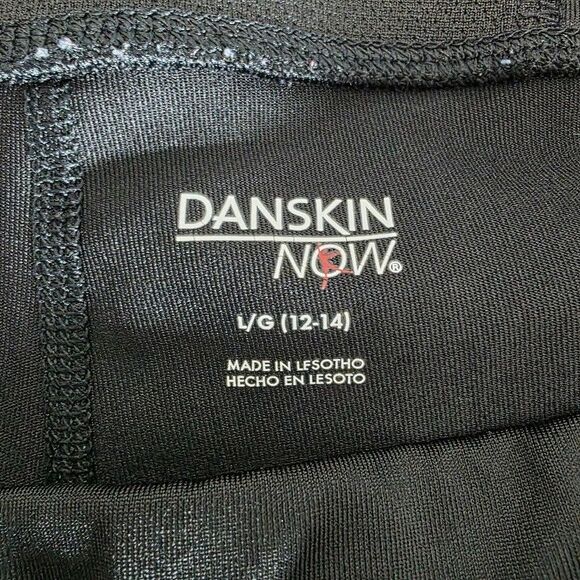 DANSKIN
NOW®
L/G (12-14)
MADE IN LESOTHO
HECHO EN LESOTO